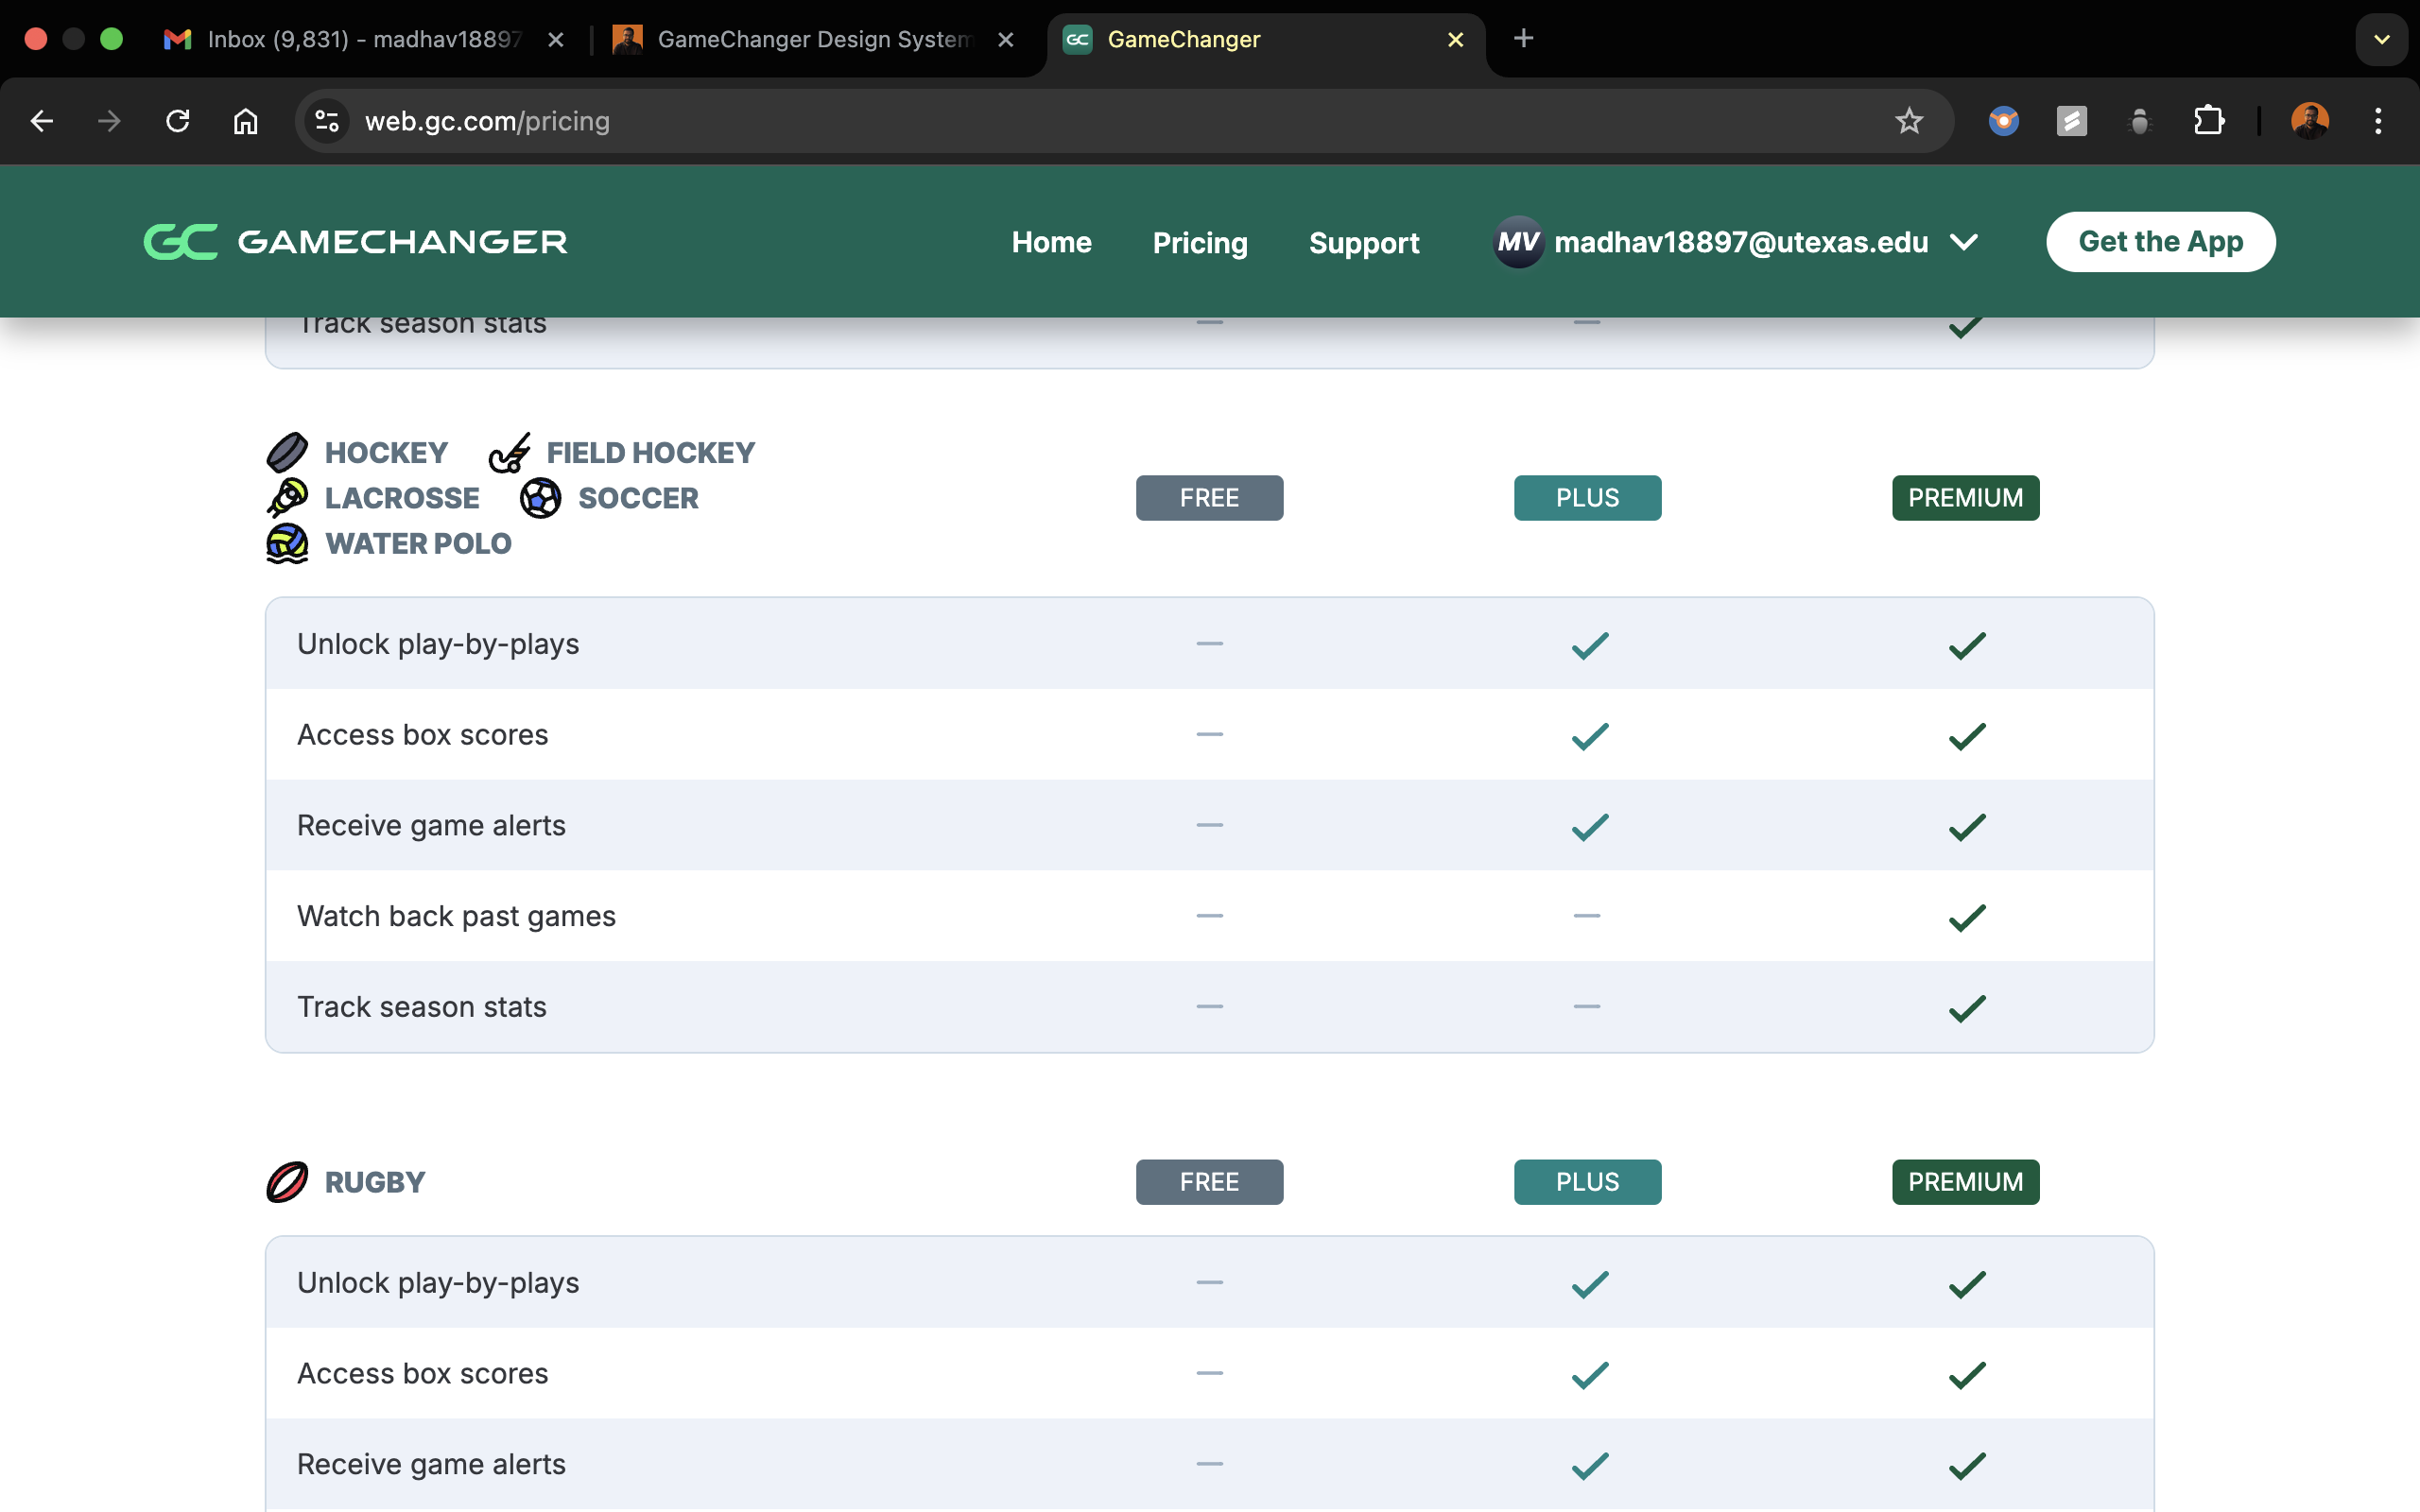 Inbox (9,831) - madhav18897
GameChanger Design System
GameChanger
web.gc.com/pricing
GC GAMECHANGER
Home
Pricing
Support
MV madhav18897@utexas.edu
Get the App
Track season stats
HOCKEY FIELD HOCKEY
LACROSSE SOCCER
WATER POLO
FREE PLUS PREMIUM
Unlock play-by-plays
Access box scores
Receive game alerts
Watch back past games
Track season stats
RUGBY FREE PLUS PREMIUM
Unlock play-by-plays
Access box scores
Receive game alerts